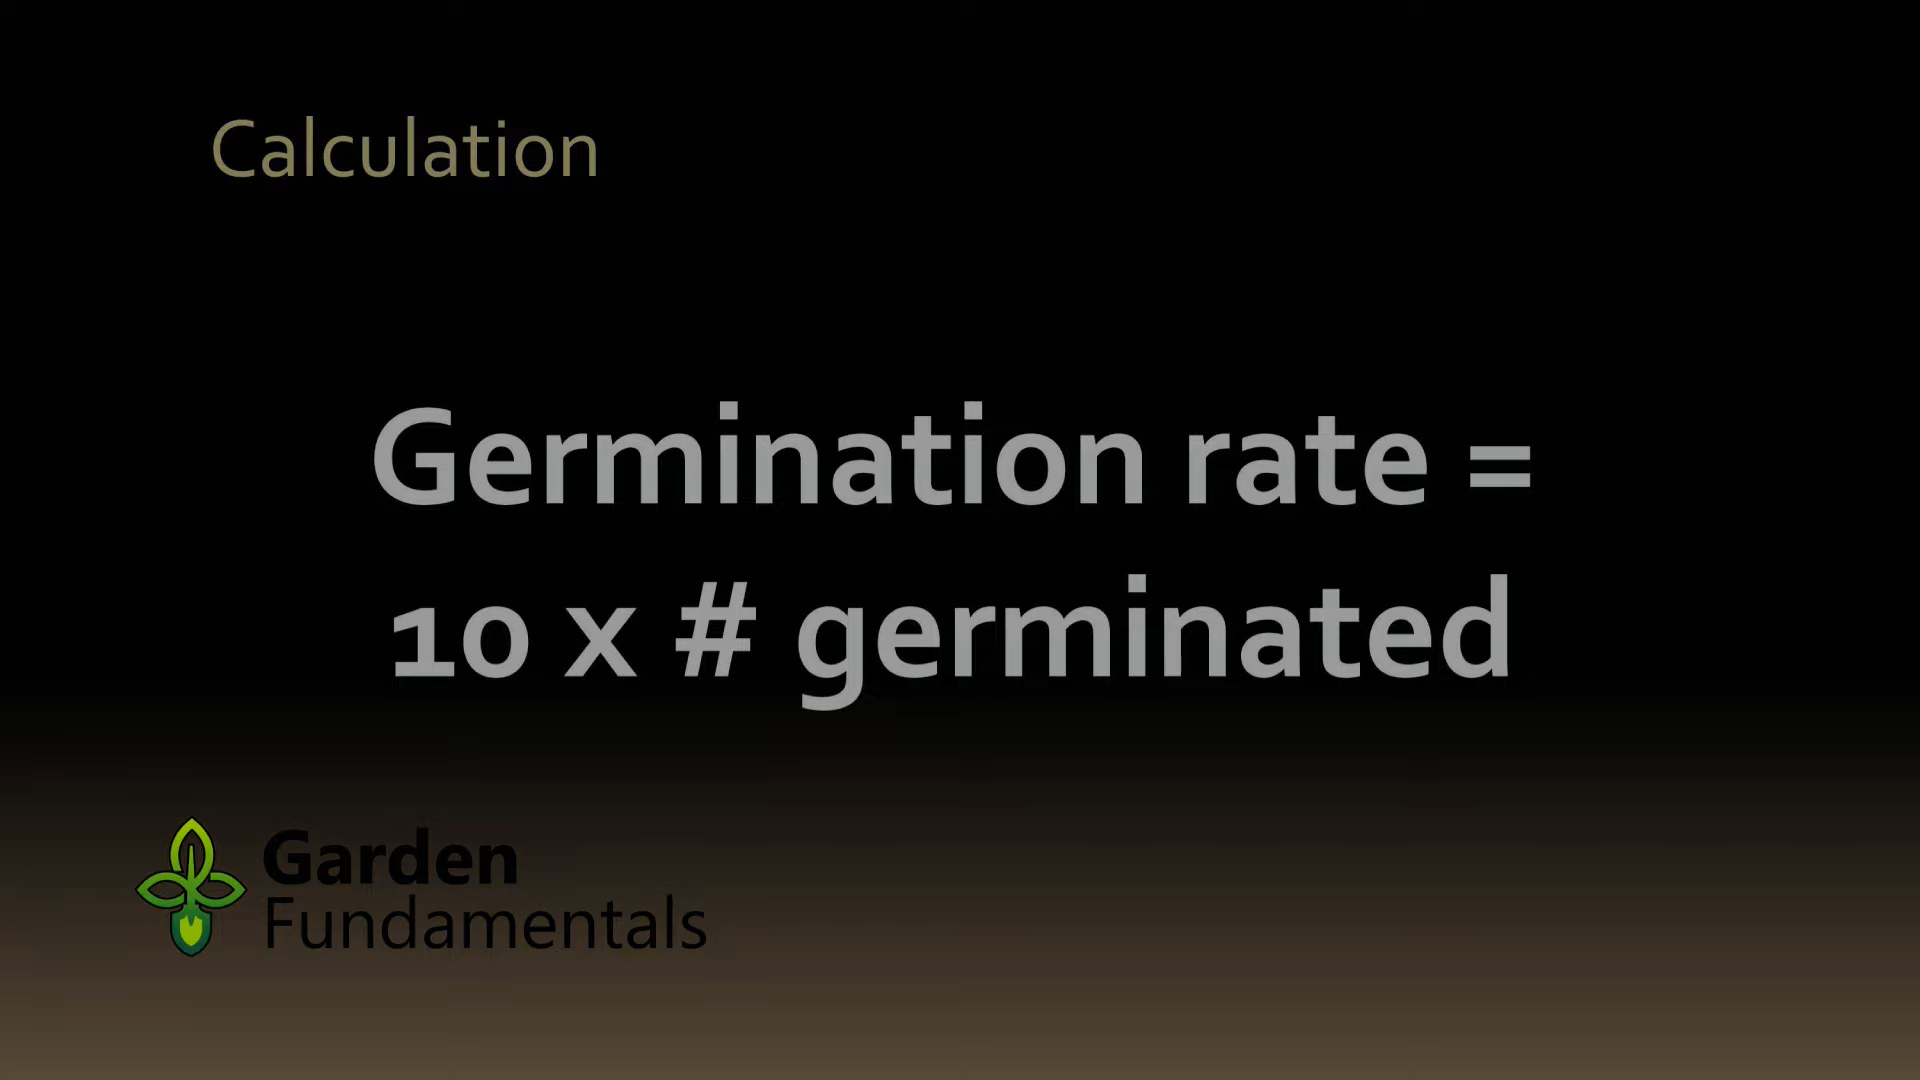 Calculation
Germination rate =
10 x # germinated
Garden
Fundamentals